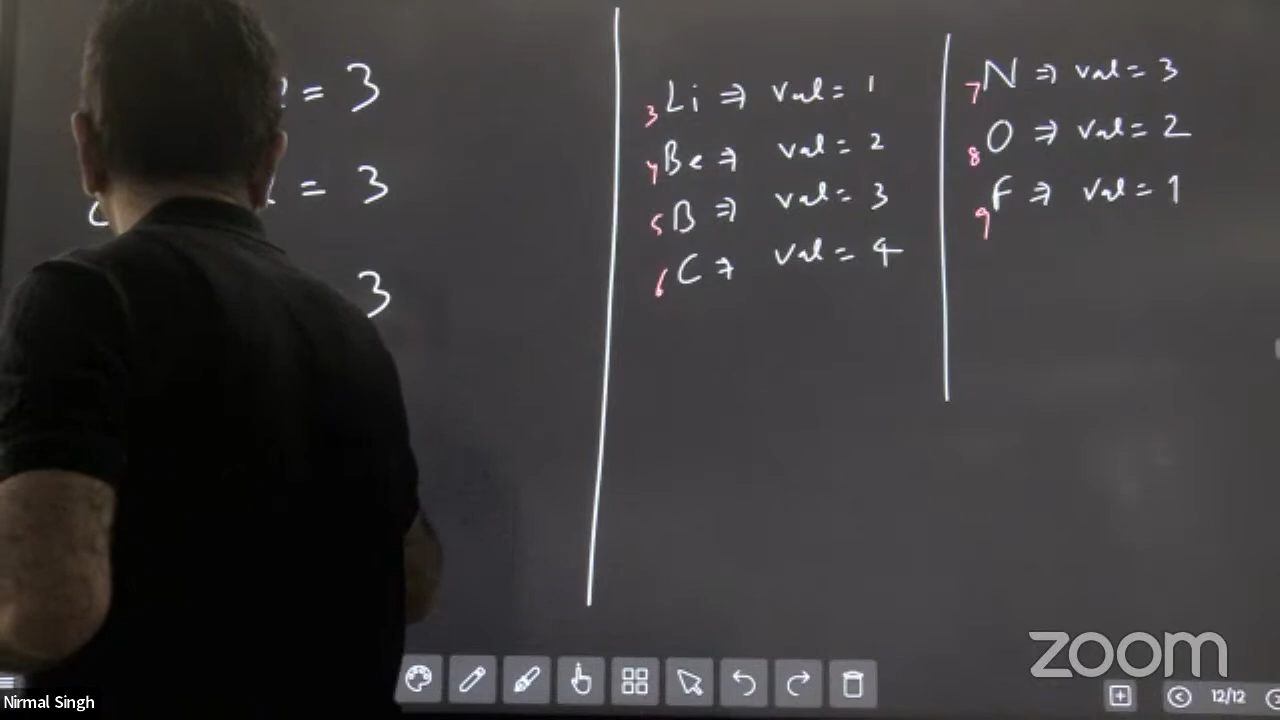 = 3
= 3
3
3Li ⇒ val = 1
4Be ⇒ val = 2
5B ⇒ val = 3
6C ⇒ val = 4
7N ⇒ val = 3
8O ⇒ val = 2
9F ⇒ val = 1
zoom
Nirmal Singh
12/12